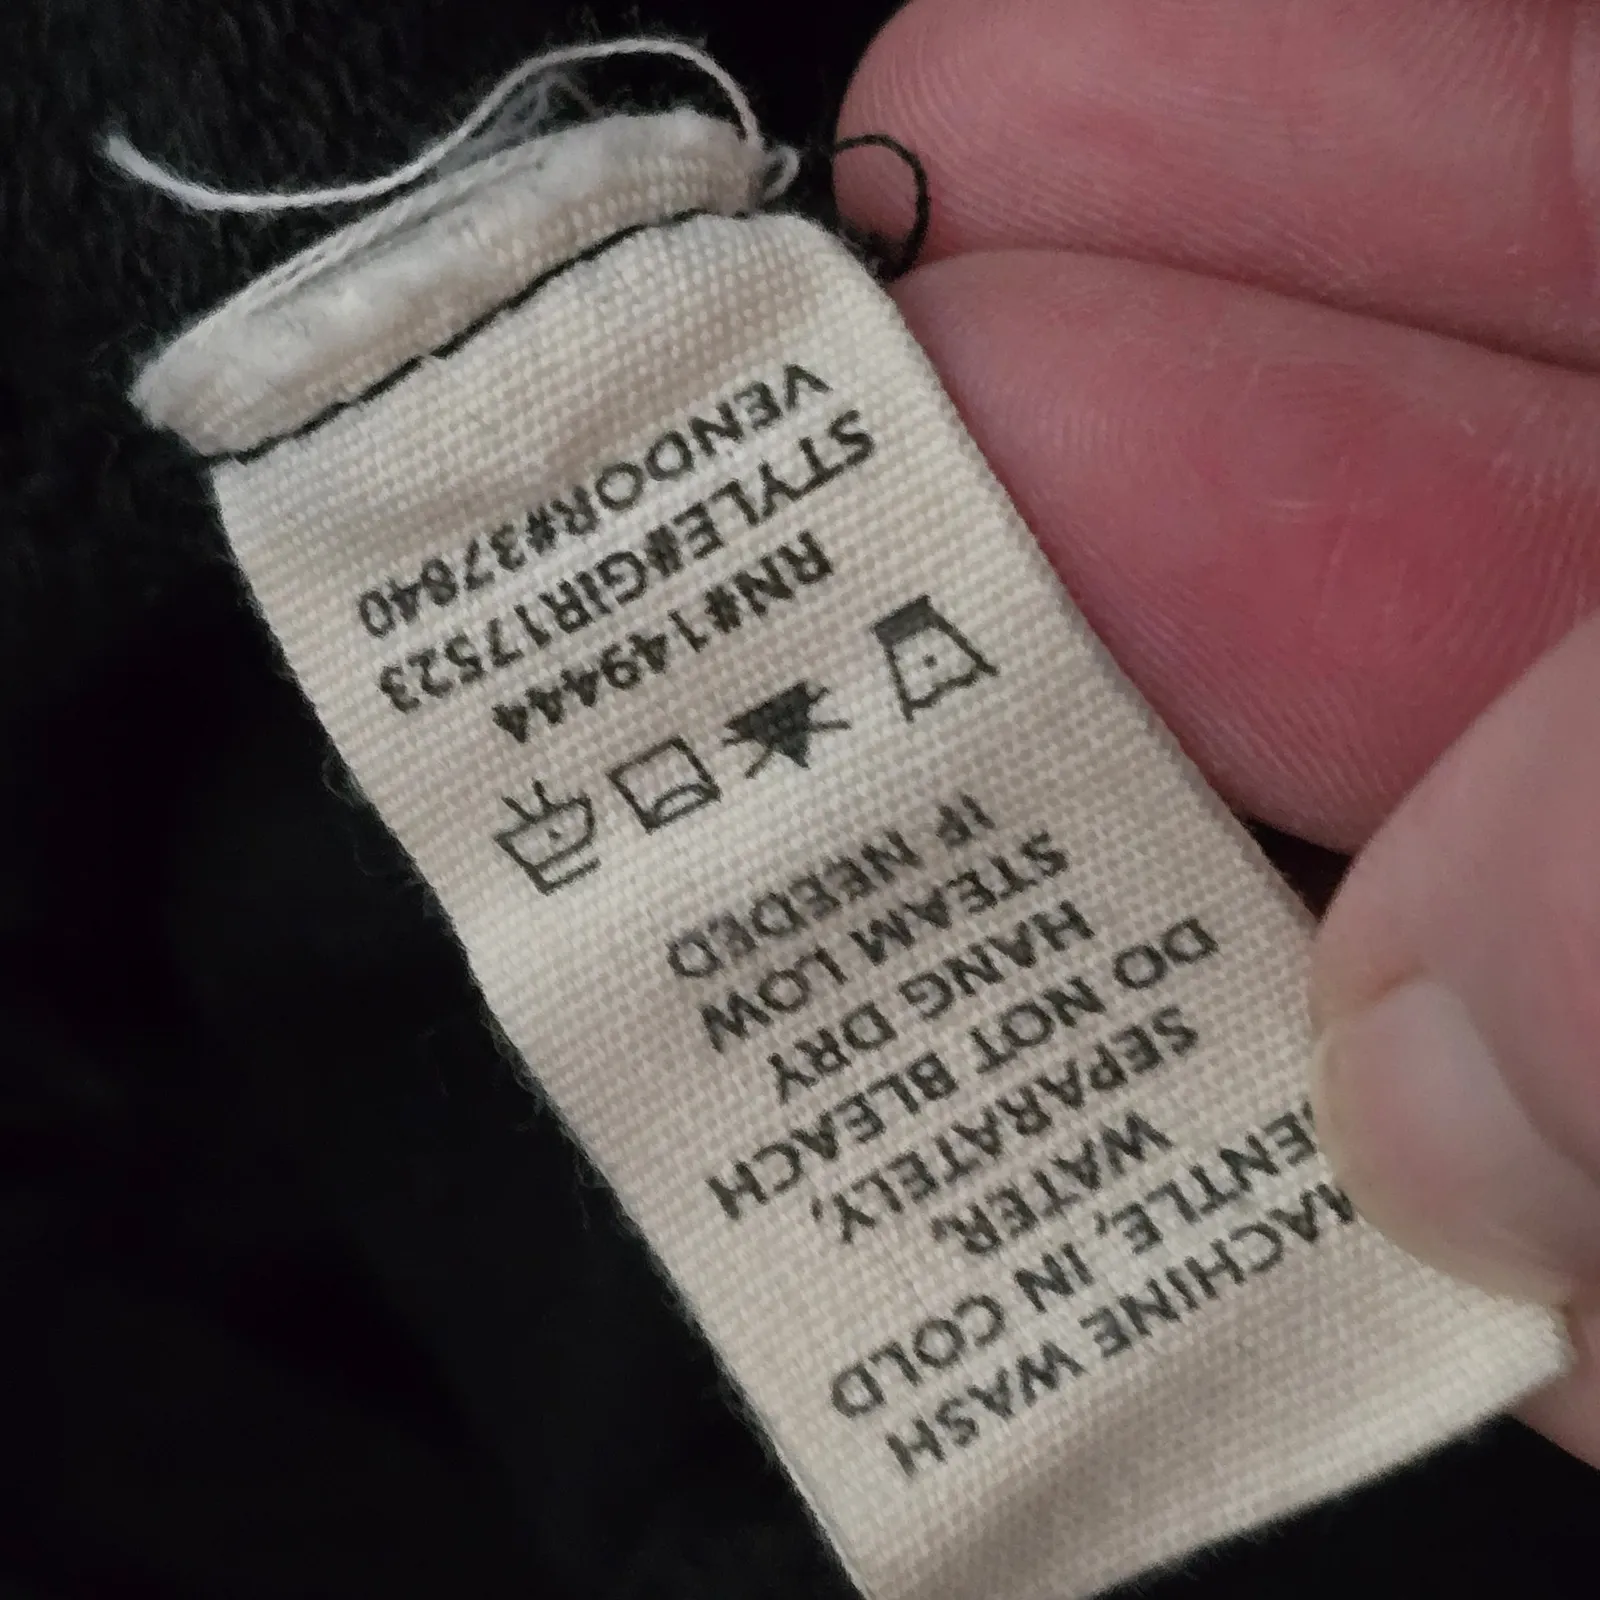 MACHINE WASH
GENTLE, IN COLD
WATER,
SEPARATELY,
DO NOT BLEACH
HANG DRY
STEAM LOW
IF NEEDED
RN#149444
STYLE#GIR17523
VENDOR#37840